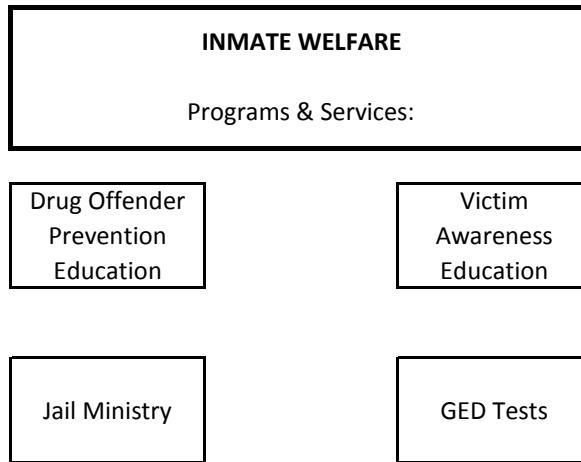 INMATE WELFARE
Programs & Services:
Drug Offender
Prevention
Education
Victim
Awareness
Education
Jail Ministry
GED Tests